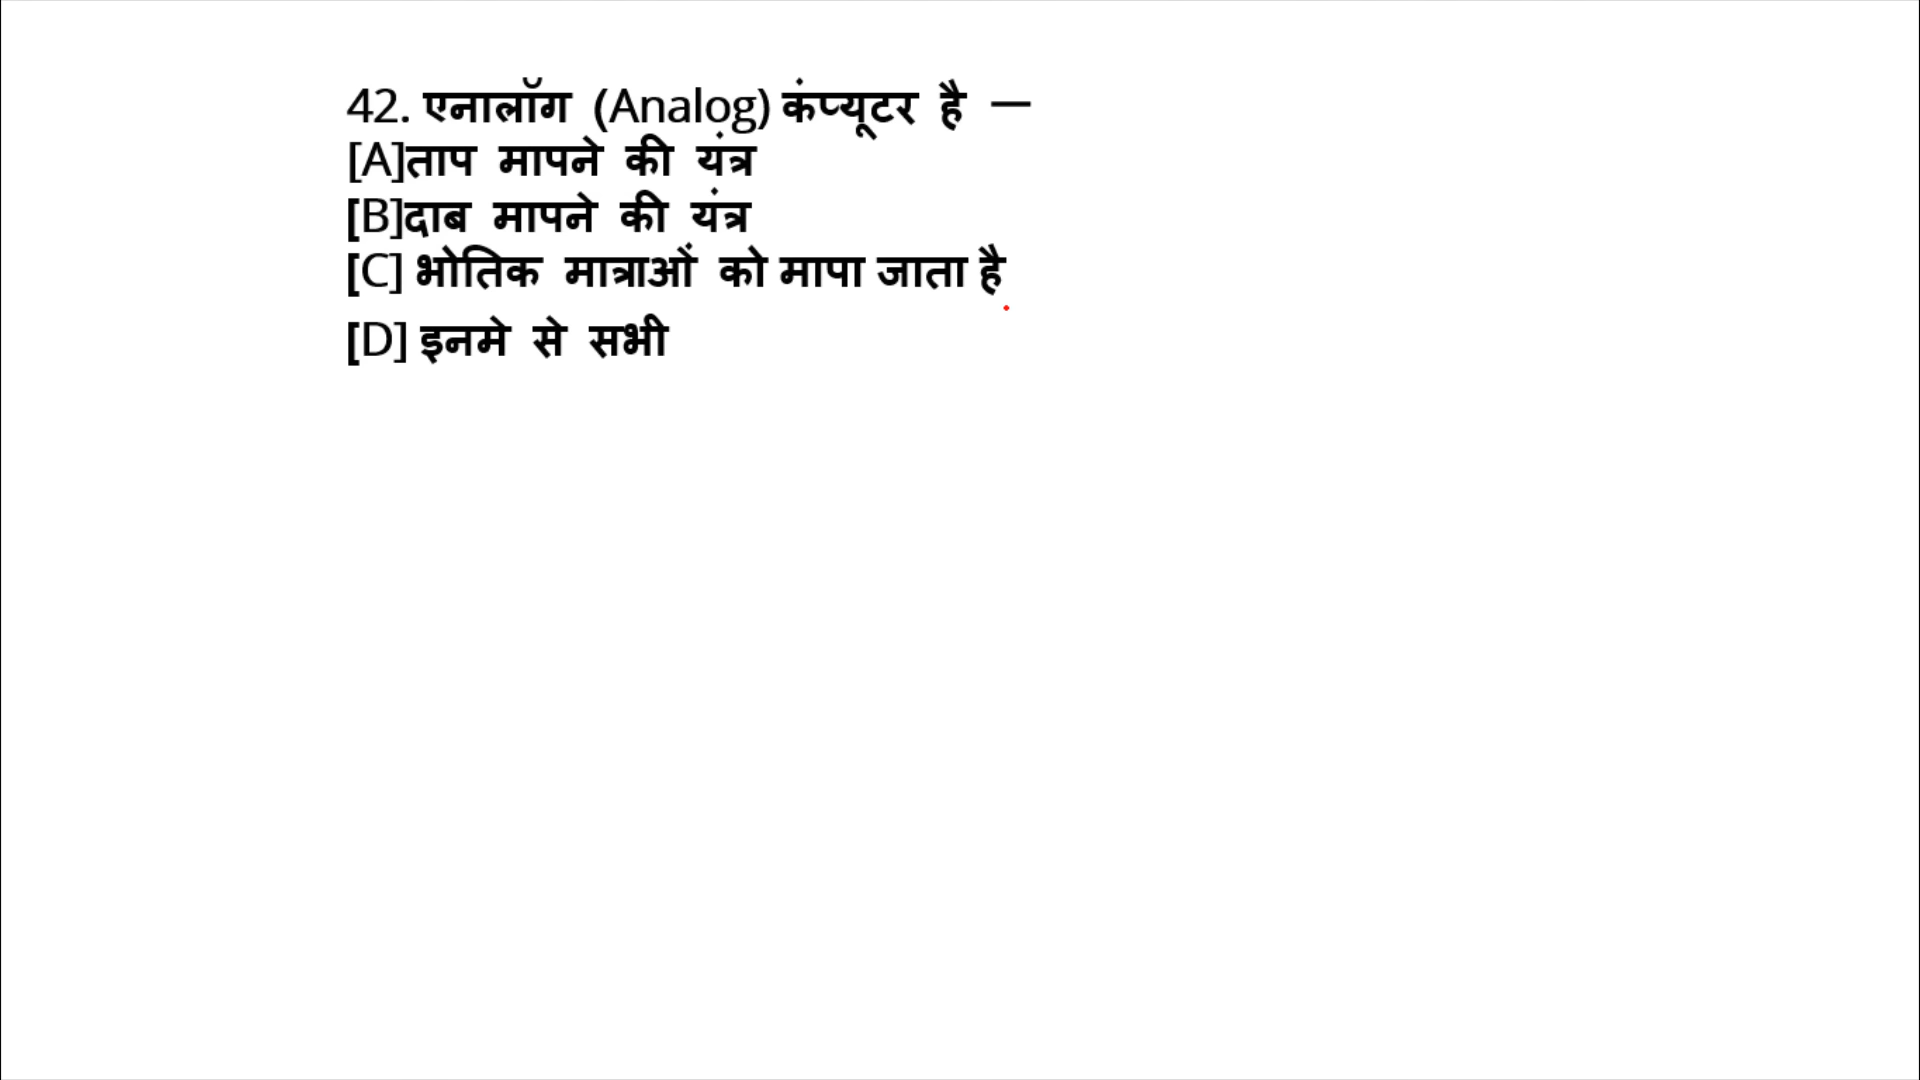 42. एनालॉग (Analog) कंप्यूटर है —
[A]ताप मापने की यंत्र
[B]दाब मापने की यंत्र
[C] भोतिक मात्राओं को मापा जाता है
[D] इनमे से सभी